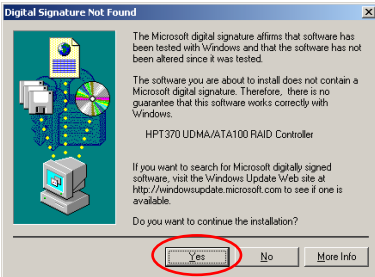 Digital Signature Not Found
The Microsoft digital signature affirms that software has
been tested with Windows and that the software has not
been altered since it was tested.
The software you are about to install does not contain a
Microsoft digital signature. Therefore, there is no
guarantee that this software works correctly with
Windows.
HPT370 UDMA/ATA100 RAID Controller
If you want to search for Microsoft digitally signed
software, visit the Windows Update Web site at
http://windowsupdate.microsoft.com to see if one is
available.
Do you want to continue the installation?
Yes No More Info